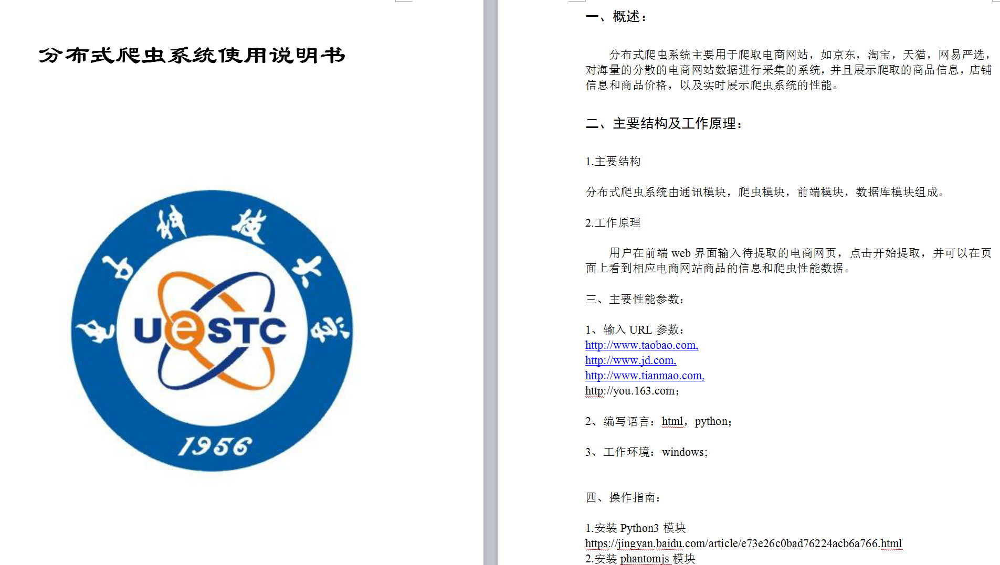 分布式爬虫系统使用说明书
电子科技大学
UeSTC
1956
一、概述：
分布式爬虫系统主要用于爬取电商网站，如京东，淘宝，天猫，网易严选，
对海量的分散的电商网站数据进行采集的系统，并且展示爬取的商品信息，店铺
信息和商品价格，以及实时展示爬虫系统的性能。
二、主要结构及工作原理：
1.主要结构
分布式爬虫系统由通讯模块，爬虫模块，前端模块，数据库模块组成。
2.工作原理
用户在前端 web 界面输入待提取的电商网页，点击开始提取，并可以在页
面上看到相应电商网站商品的信息和爬虫性能数据。
三、主要性能参数：
1、输入 URL 参数：
http://www.taobao.com,
http://www.jd.com,
http://www.tianmao.com,
http://you.163.com；
2、编写语言：html，python；
3、工作环境：windows;
四、操作指南：
1.安装 Python3 模块
https://jingyan.baidu.com/article/e73e26c0bad76224acb6a766.html
2.安装 phantomjs 模块